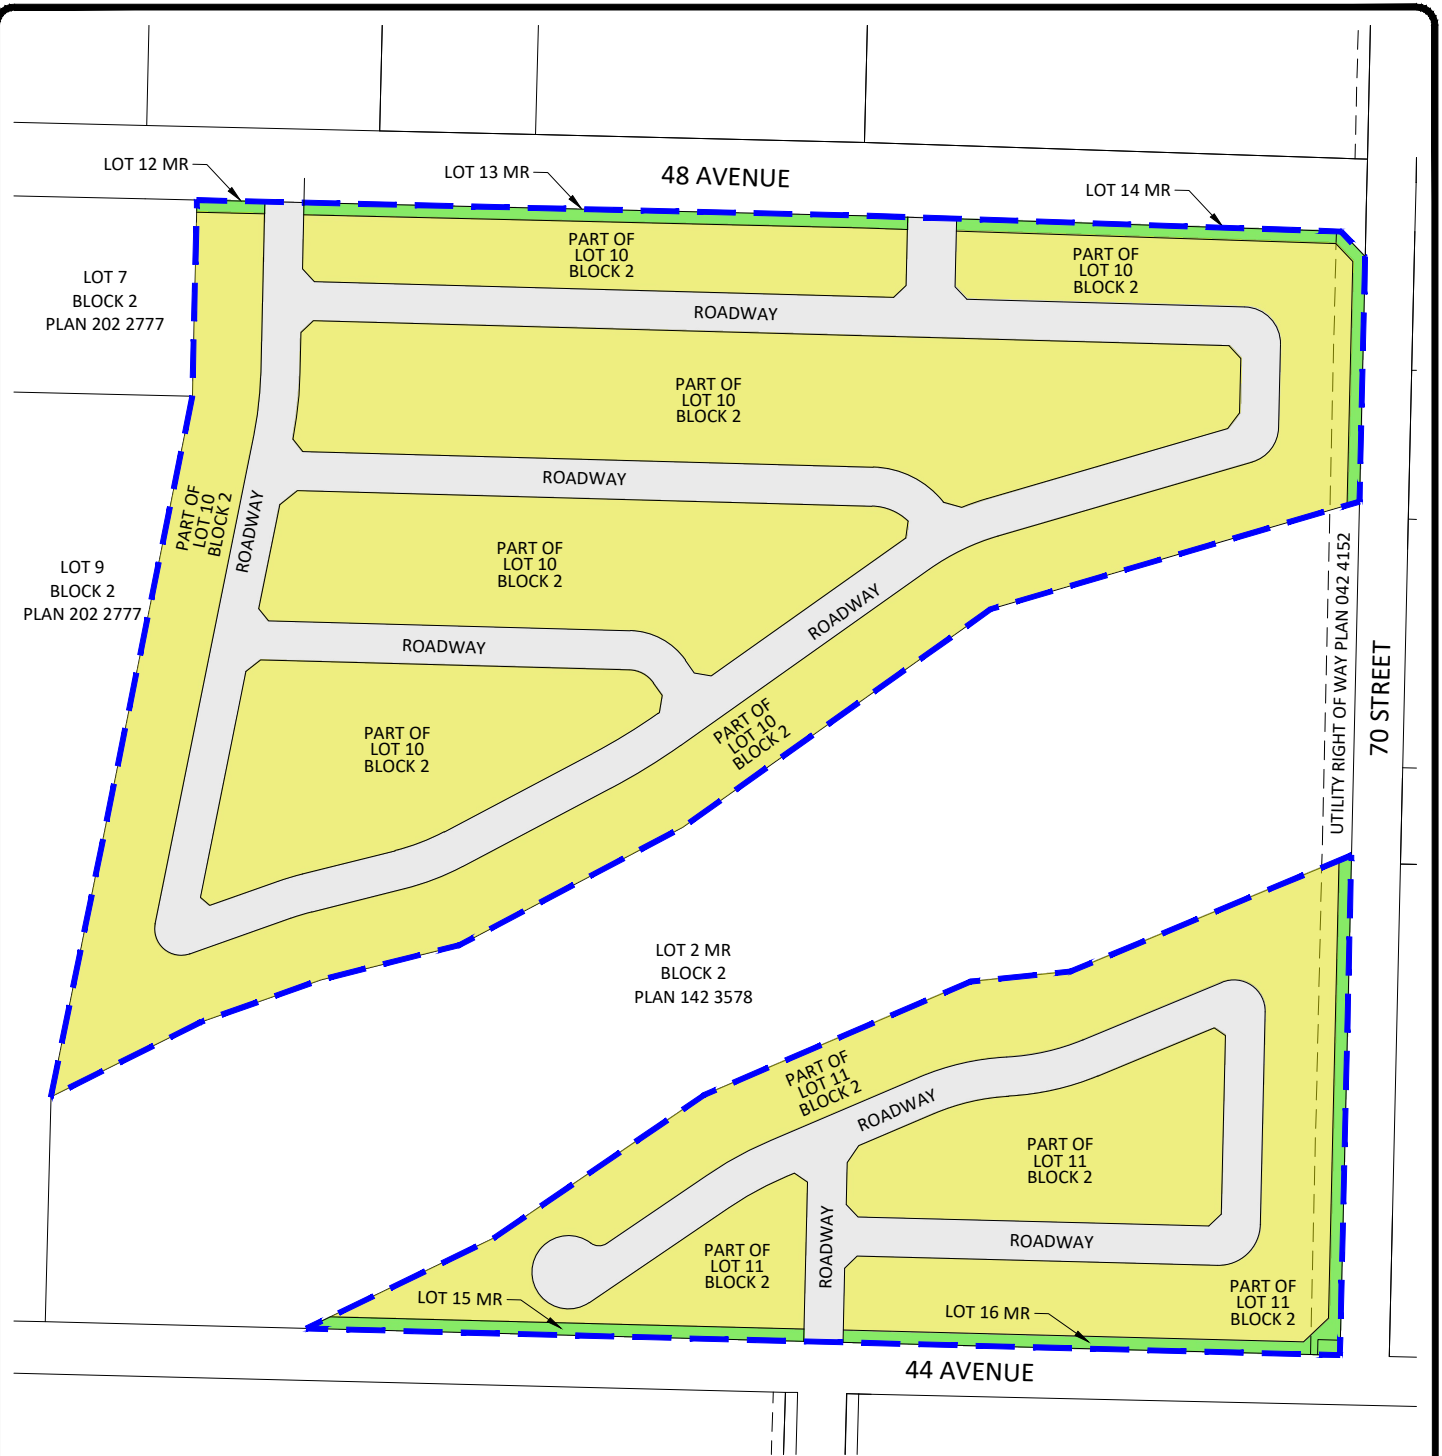 LOT 12 MR
LOT 13 MR
48 AVENUE
LOT 14 MR
LOT 7
BLOCK 2
PLAN 202 2777
PART OF
LOT 10
BLOCK 2
PART OF
LOT 10
BLOCK 2
ROADWAY
PART OF
LOT 10
BLOCK 2
ROADWAY
PART OF
LOT 10
BLOCK 2
ROADWAY
LOT 9
BLOCK 2
PLAN 202 2777
PART OF
LOT 10
BLOCK 2
ROADWAY
ROADWAY
UTILITY RIGHT OF WAY PLAN 042 4152
70 STREET
PART OF
LOT 10
BLOCK 2
PART OF
LOT 10
BLOCK 2
LOT 2 MR
BLOCK 2
PLAN 142 3578
PART OF
LOT 11
BLOCK 2
ROADWAY
PART OF
LOT 11
BLOCK 2
ROADWAY
ROADWAY
PART OF
LOT 11
BLOCK 2
PART OF
LOT 11
BLOCK 2
LOT 15 MR
LOT 16 MR
44 AVENUE